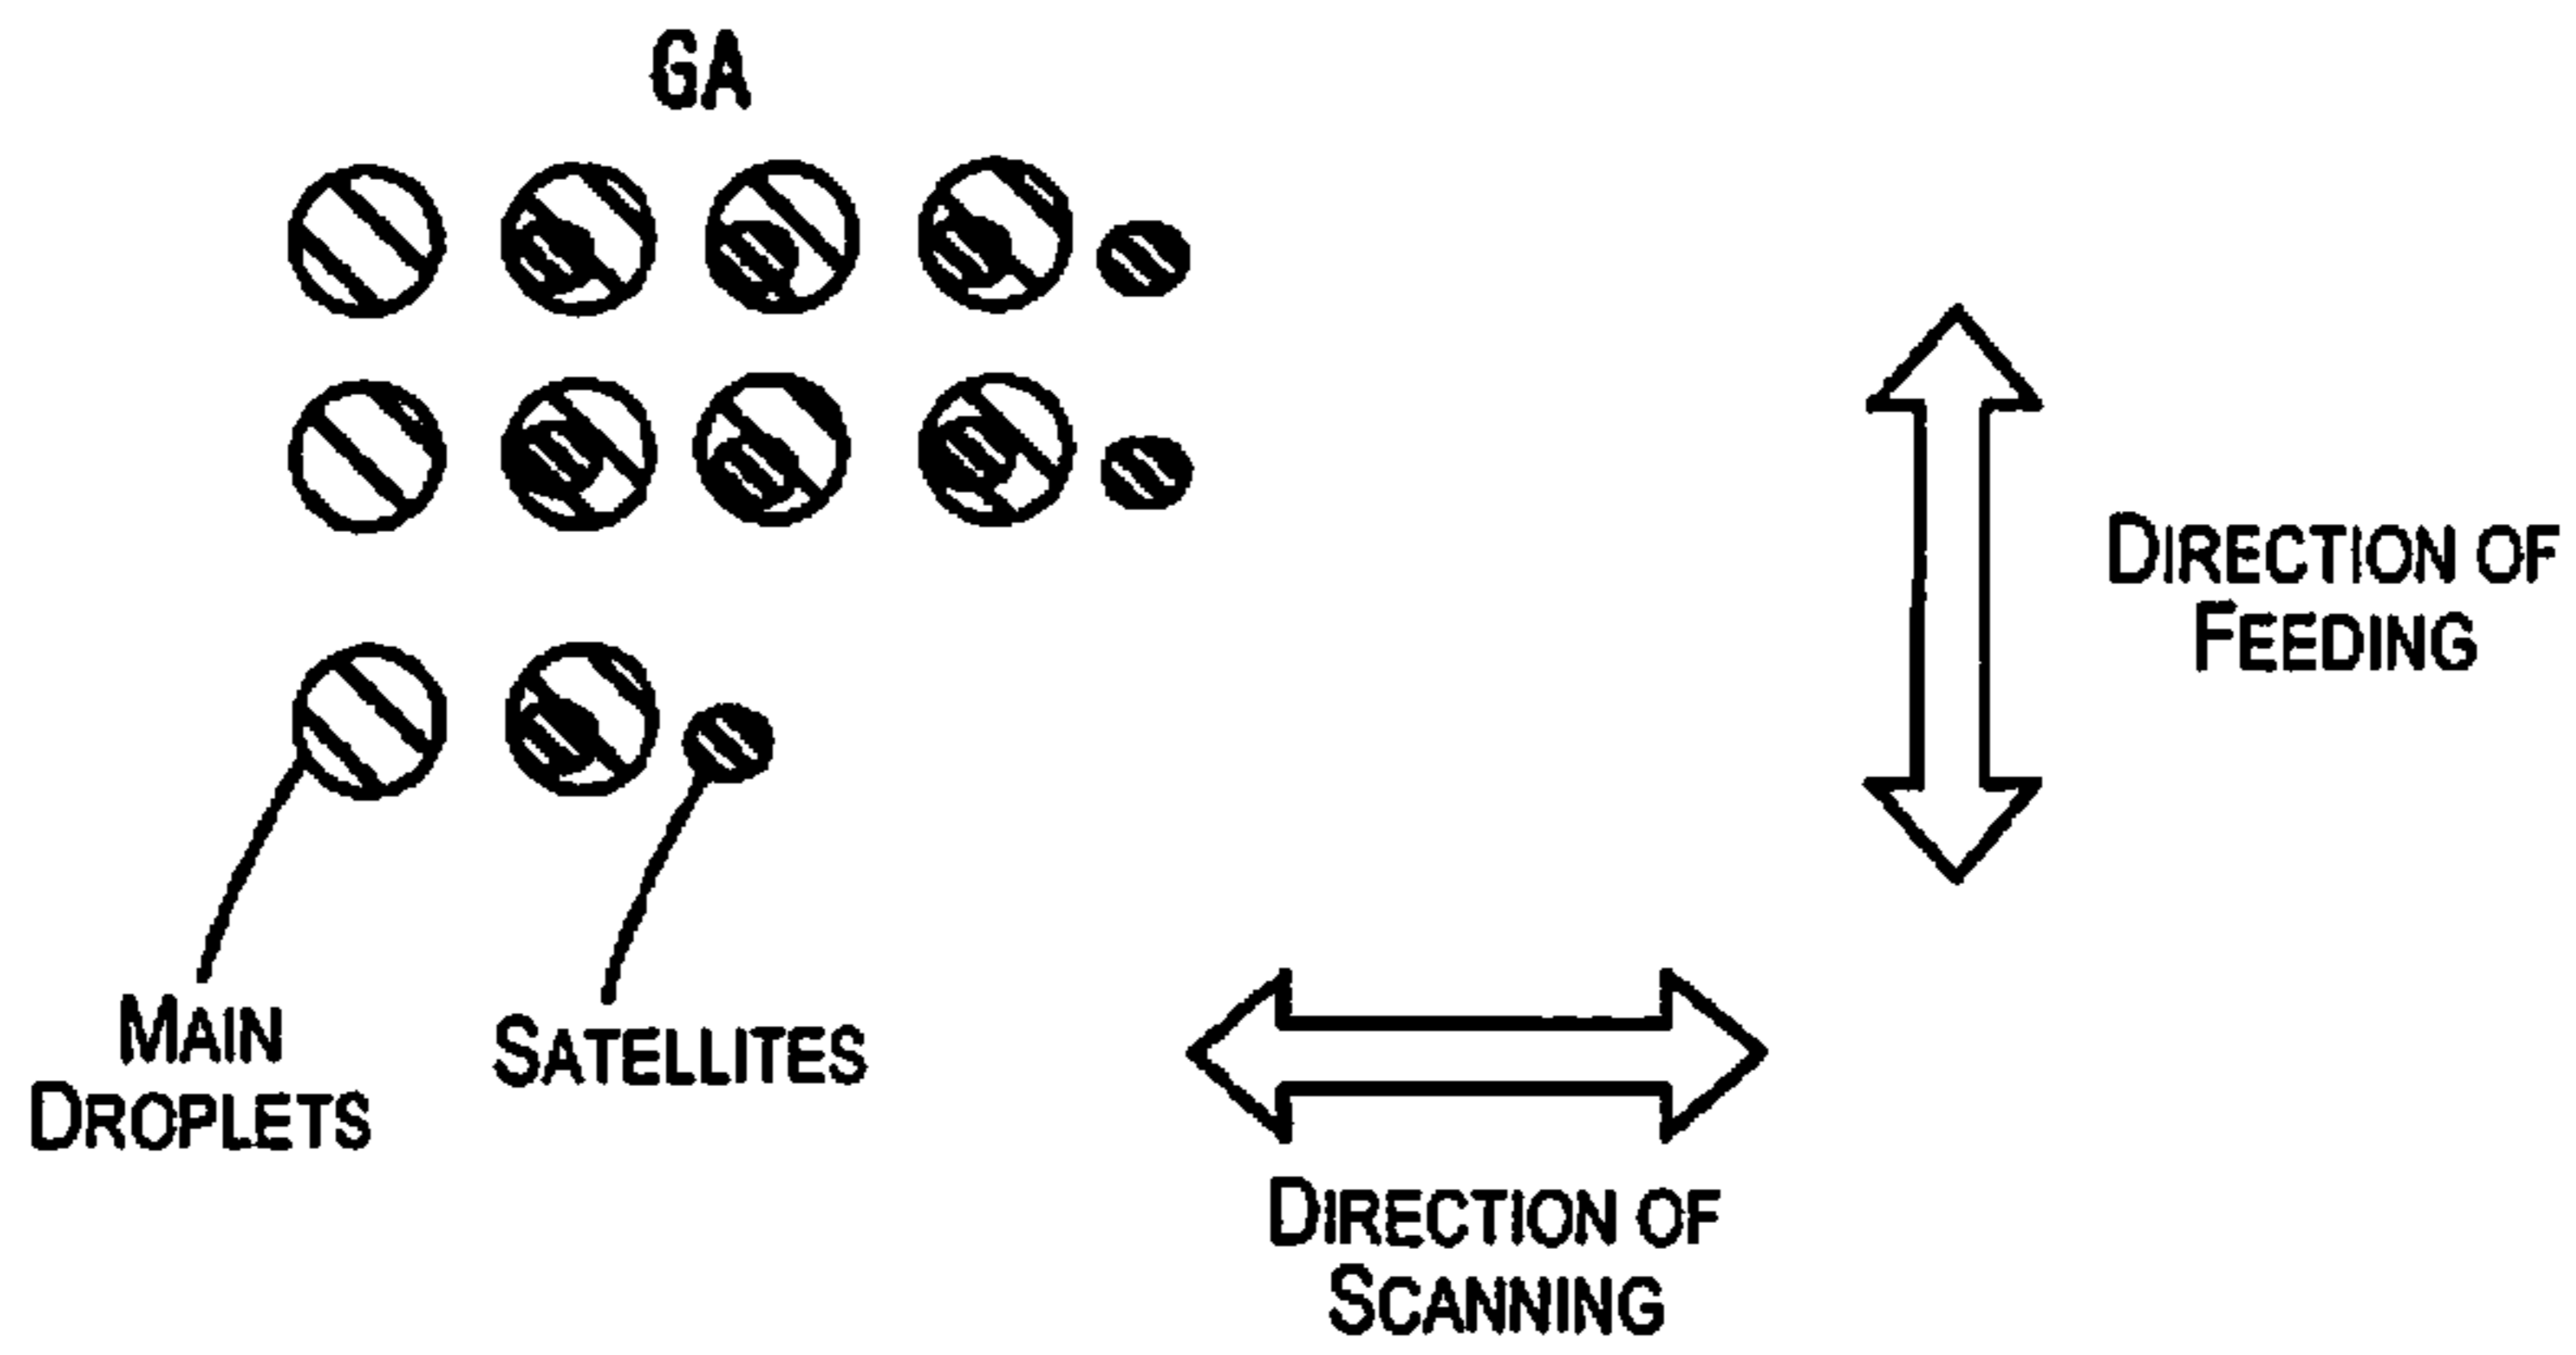 GA
DIRECTION OF
FEEDING
MAIN
DROPLETS
SATELLITES
DIRECTION OF
SCANNING